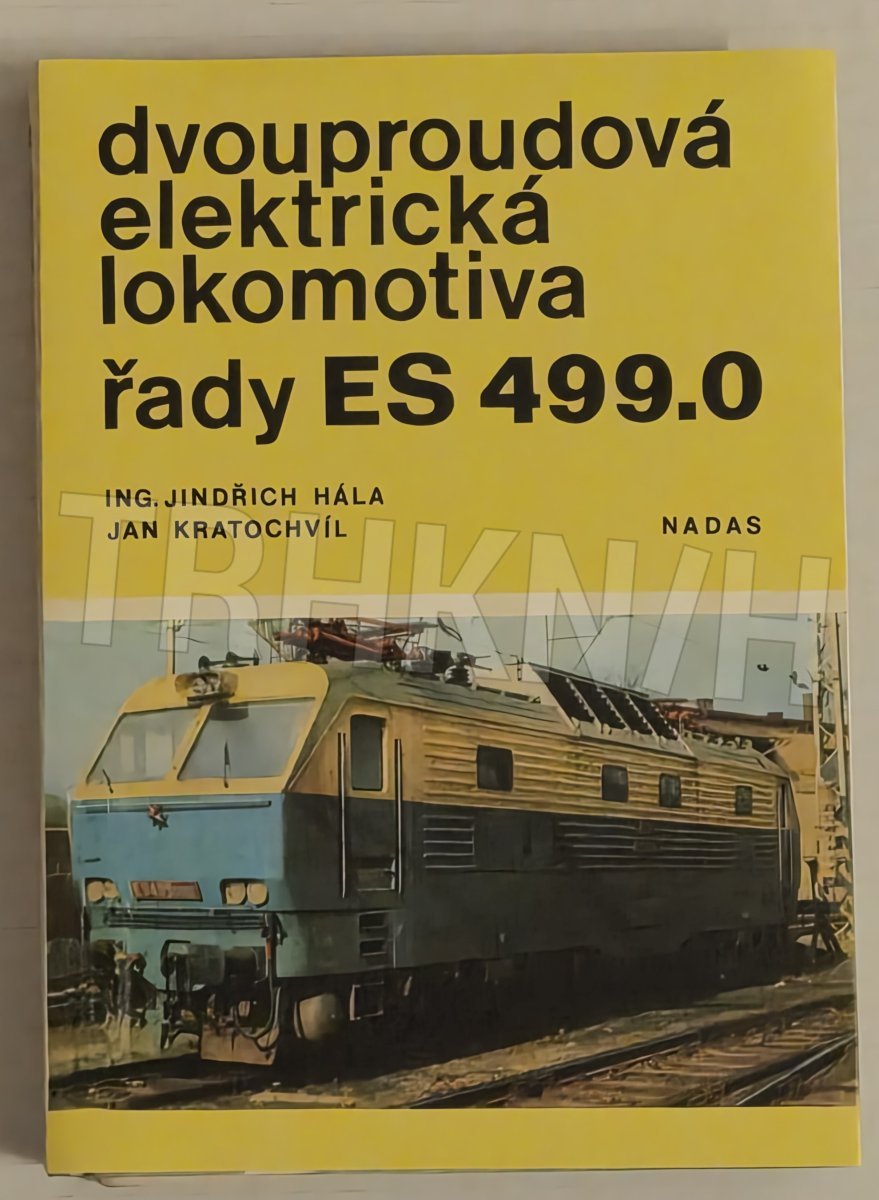 dvouproudová
elektrická
lokomotiva
řady ES 499.0
ING. JINDŘICH HÁLA
JAN KRATOCHVÍL
NADAS
TRHKNIH